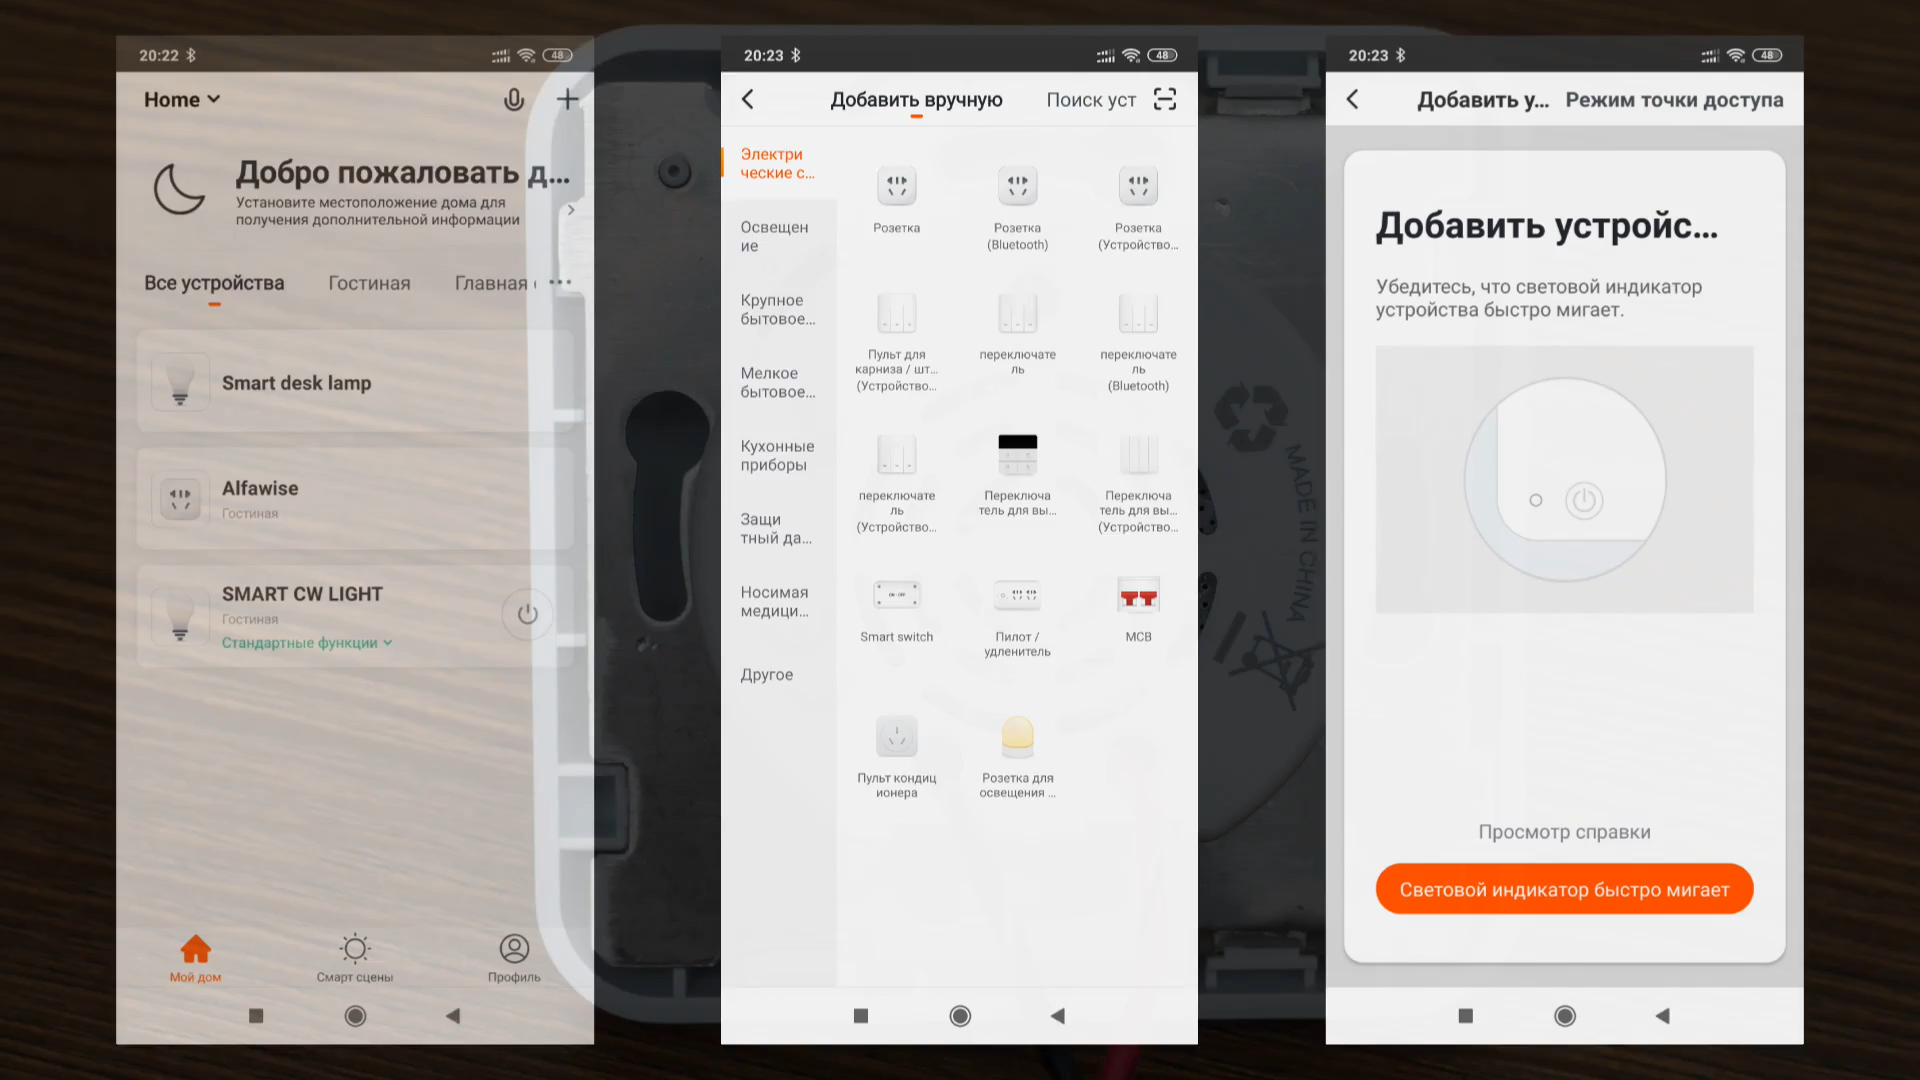 20:22
48
Home
Добро пожаловать д...
Установите местоположение дома для
получения дополнительной информации
Все устройства
Гостиная
Главная
Smart desk lamp
Alfawise
Гостиная
SMART CW LIGHT
Гостиная
Стандартные функции
Мой дом
Смарт сцены
Профиль
20:23
48
Добавить вручную
Поиск уст
Электри
ческие с...
Освещен
ие
Крупное
бытовое...
Мелкое
бытовое...
Кухонные
приборы
Защи
тный да...
Носимая
медици...
Другое
Розетка
Розетка
(Bluetooth)
Розетка
(Устройство...
Пульт для
карниза / шт...
(Устройство...
переключате
ль
переключате
ль
(Bluetooth)
переключате
ль
(Устройство...
Переключа
тель для вы...
Переключа
тель для вы...
(Устройство...
ON - OFF
Smart switch
Пилот /
удленитель
MCB
Пульт кондиц
ионера
Розетка для
освещения ...
MADE IN CHINA
20:23
48
Добавить у...
Режим точки доступа
Добавить устройс...
Убедитесь, что световой индикатор
устройства быстро мигает.
Просмотр справки
Световой индикатор быстро мигает